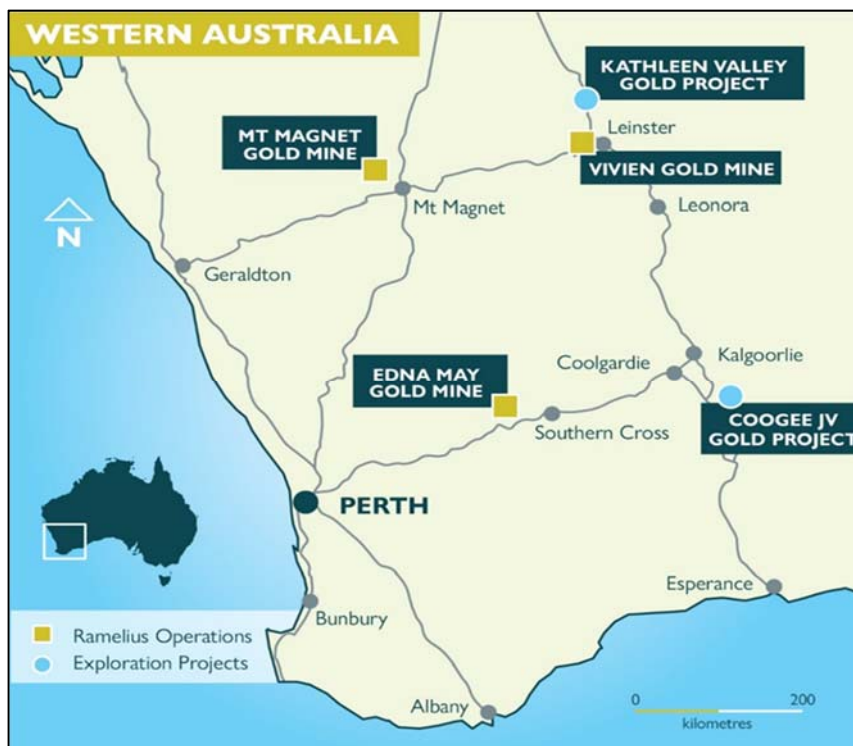 WESTERN AUSTRALIA
KATHLEEN VALLEY
GOLD PROJECT
MT MAGNET
GOLD MINE
Leinster
VIVIEN GOLD MINE
Mt Magnet
Leonora
N
Geraldton
Kalgoorlie
Coolgardie
EDNA MAY
GOLD MINE
COOGEE JV
GOLD PROJECT
Southern Cross
PERTH
Esperance
Bunbury
Ramelius Operations
Exploration Projects
Albany
0 200
kilometres